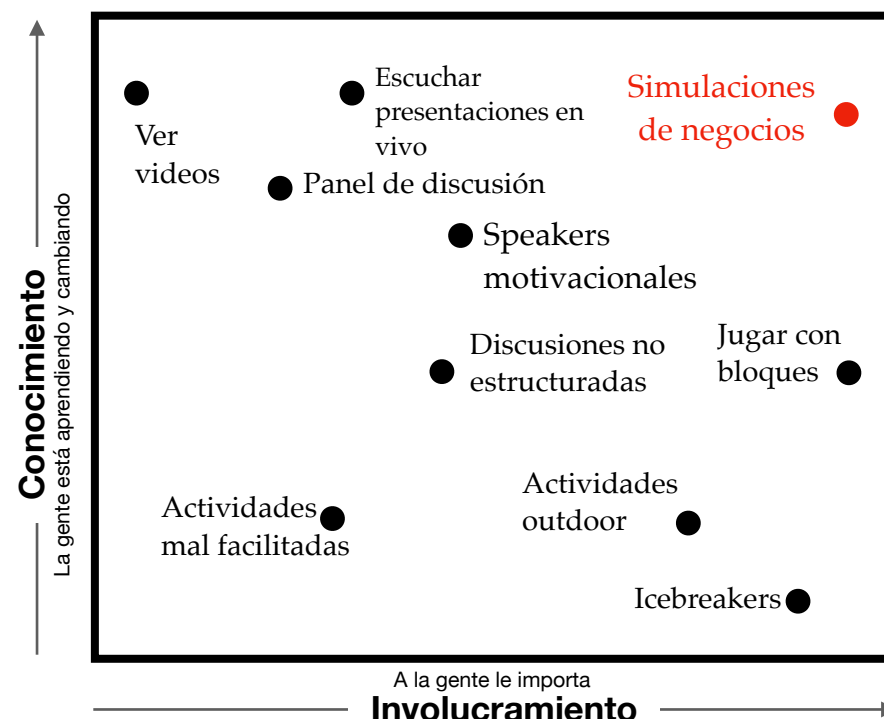 Conocimiento
La gente está aprendiendo y cambiando
Ver
videos
Escuchar
presentaciones en
vivo
Simulaciones
de negocios
Panel de discusión
Speakers
motivacionales
Discusiones no
estructuradas
Jugar con
bloques
Actividades
mal facilitadas
Actividades
outdoor
Icebreakers
A la gente le importa
Involucramiento